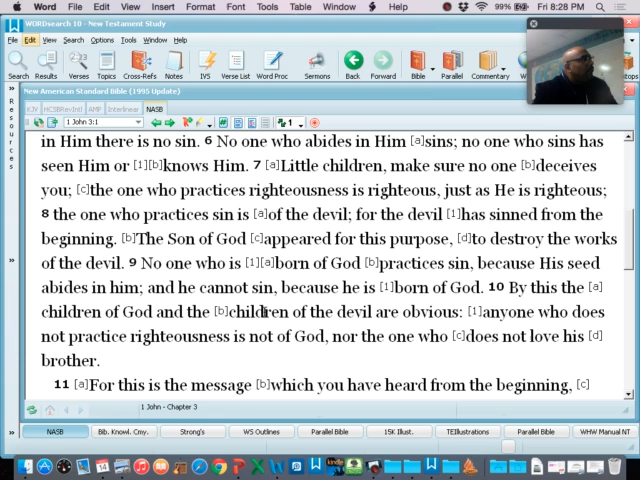 Word File Edit View Insert Format Font Tools Table Window Help 99% Fri 8:28 PM
WORDsearch 10 - New Testament Study
File Edit View Search Options Tools Window Help
Search Results Verses Topics Cross-Refs Notes IVS Verse List Word Proc Sermons Back Forward Bible Parallel Commentary
New American Standard Bible (1995 Update)
KJV HCSBRevIntl AMP Interlinear NASB
1 John 3:1
1
Resources
in Him there is no sin. 6 No one who abides in Him [a]sins; no one who sins has
seen Him or [1][b]knows Him. 7 [a]Little children, make sure no one [b]deceives
you; [c]the one who practices righteousness is righteous, just as He is righteous;
8 the one who practices sin is [a]of the devil; for the devil [1]has sinned from the
beginning. [b]The Son of God [c]appeared for this purpose, [d]to destroy the works
of the devil. 9 No one who is [1][a]born of God [b]practices sin, because His seed
abides in him; and he cannot sin, because he is [1]born of God. 10 By this the [a]
children of God and the [b]children of the devil are obvious: [1]anyone who does
not practice righteousness is not of God, nor the one who [c]does not love his [d]
brother.
11 [a]For this is the message [b]which you have heard from the beginning, [c]
1 John - Chapter 3
NASB Bib. Knowl. Cmy. Strong's WS Outlines Parallel Bible 15K Illust. TEIllustrations Parallel Bible WHW Manual NT